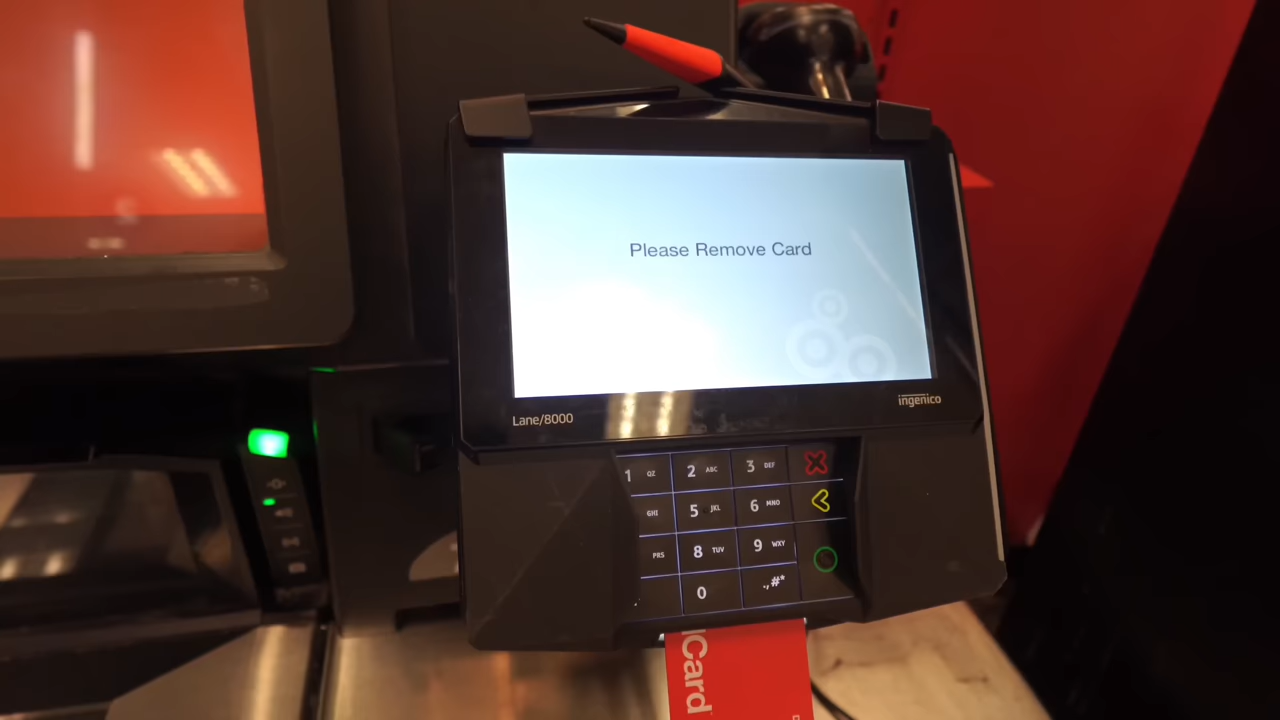 Please Remove Card
Lane/8000
ingenico
1 QZ 2 ABC 3 DEF
GHI 5 JKL 6 MNO
PRS 8 TUV 9 WXY
0 .,#*
Card